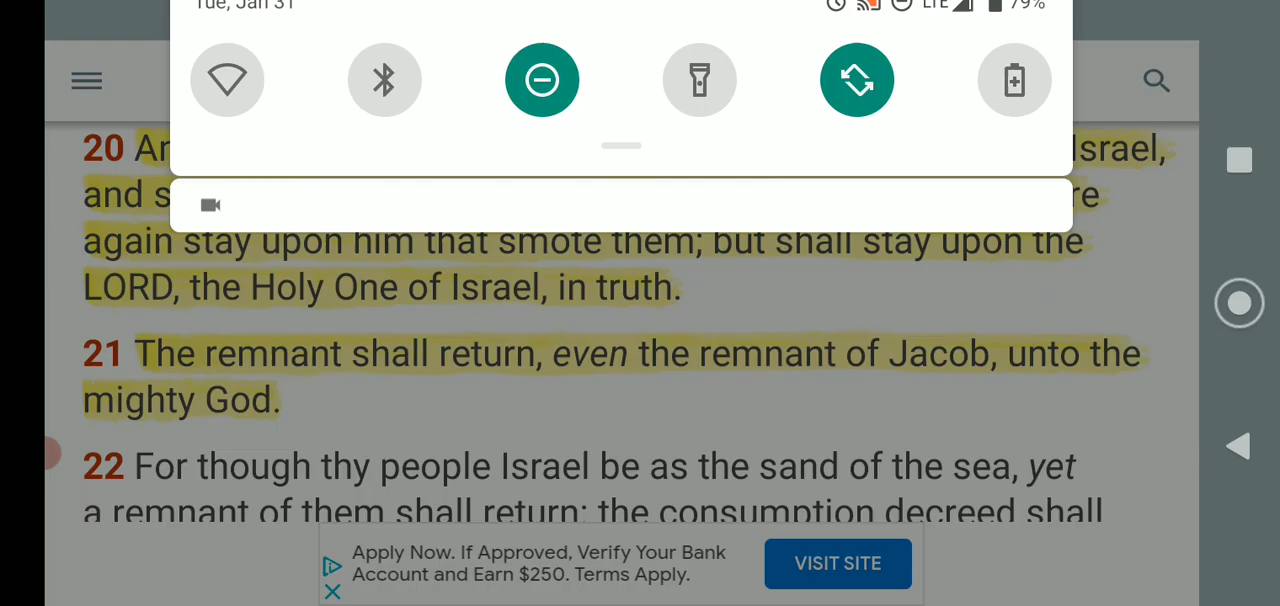 Tue, Jan 31
LTE 79%
20 An Israel,
and s re
again stay upon him that smote them; but shall stay upon the
LORD, the Holy One of Israel, in truth.
21 The remnant shall return, even the remnant of Jacob, unto the
mighty God.
22 For though thy people Israel be as the sand of the sea, yet
a remnant of them shall return: the consumption decreed shall
Apply Now. If Approved, Verify Your Bank
Account and Earn $250. Terms Apply.
VISIT SITE